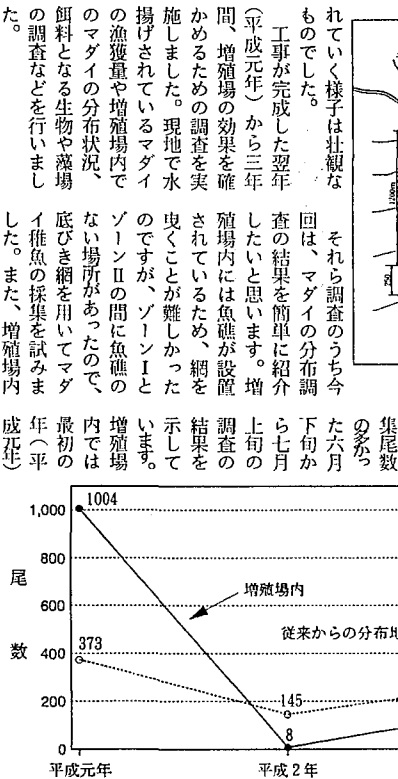 れていく様子は壮観な
ものでした。
　工事が完成した翌年
（平成元年）から三年
間、増殖場の効果を確
かめるための調査を実
施しました。現地で水
揚げされているマダイ
の漁獲量や増殖場内で
のマダイの分布状況、
餌料となる生物や藻場
の調査などを行いまし
た。
　それら調査のうち今
回は、マダイの分布調
査の結果を簡単に紹介
したいと思います。増
殖場内には魚礁が設置
されているため、網を
曳くことが難しかった
のですが、ゾーンⅠと
ゾーンⅡの間に魚礁の
ない場所があったので、
底びき網を用いてマダ
イ稚魚の採集を試みま
した。また、増殖場内
集尾数
の多かっ
た六月
下旬か
ら七月
上旬の
調査の
結果を
示して
います。
増殖場
内では
最初の
年（平
成元年）
尾数
1,000
800
600
400
200
0
1004
373
145
8
増殖場内
従来からの分布
平成元年
平成2年